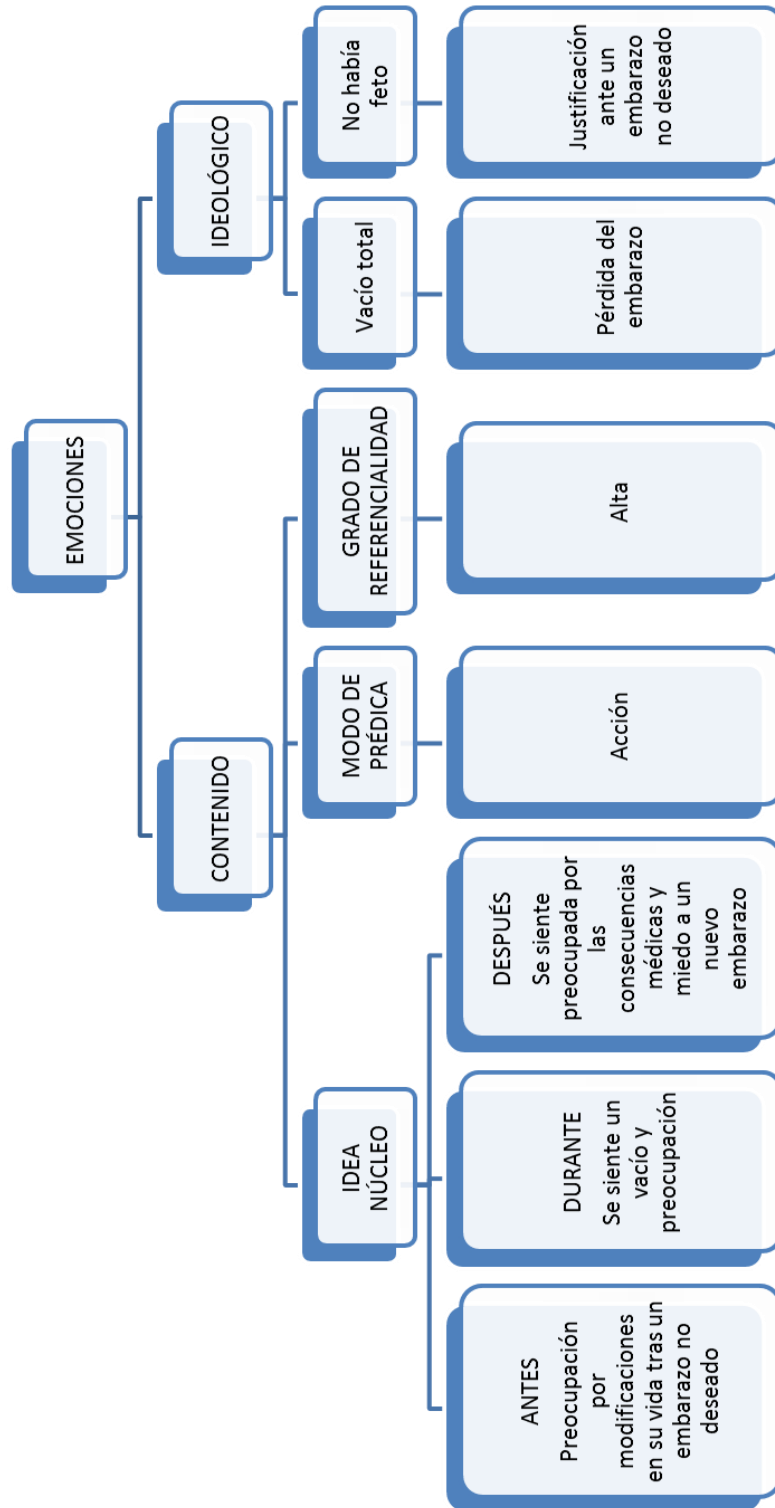 EMOCIONES
CONTENIDO
IDEOLÓGICO
IDEA
NÚCLEO
MODO DE
PRÉDICA
GRADO DE
REFERENCIALIDAD
Vacío total
No había
feto
ANTES
Preocupación
por
modificaciones
en su vida tras un
embarazo no
deseado
DURANTE
Se siente un
vacío y
preocupación
DESPUÉS
Se siente
preocupada por
las
consecuencias
médicas y
miedo a un
nuevo
embarazo
Acción
Alta
Pérdida del
embarazo
Justificación
ante un
embarazo
no deseado